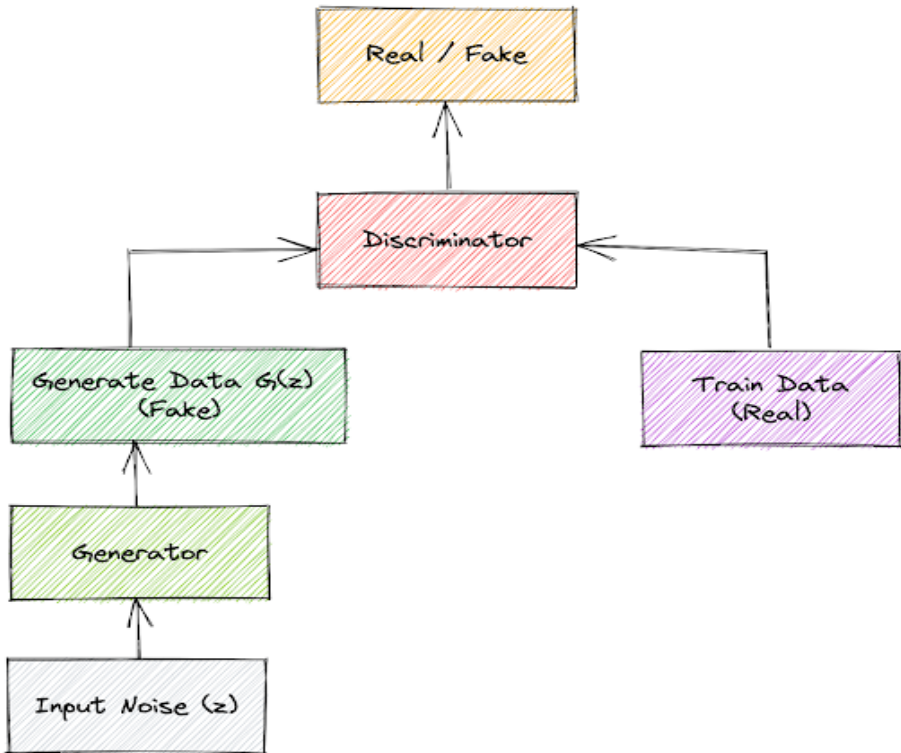 Real / Fake
Discriminator
Generate Data G(z)
(Fake)
Train Data
(Real)
Generator
Input Noise (z)